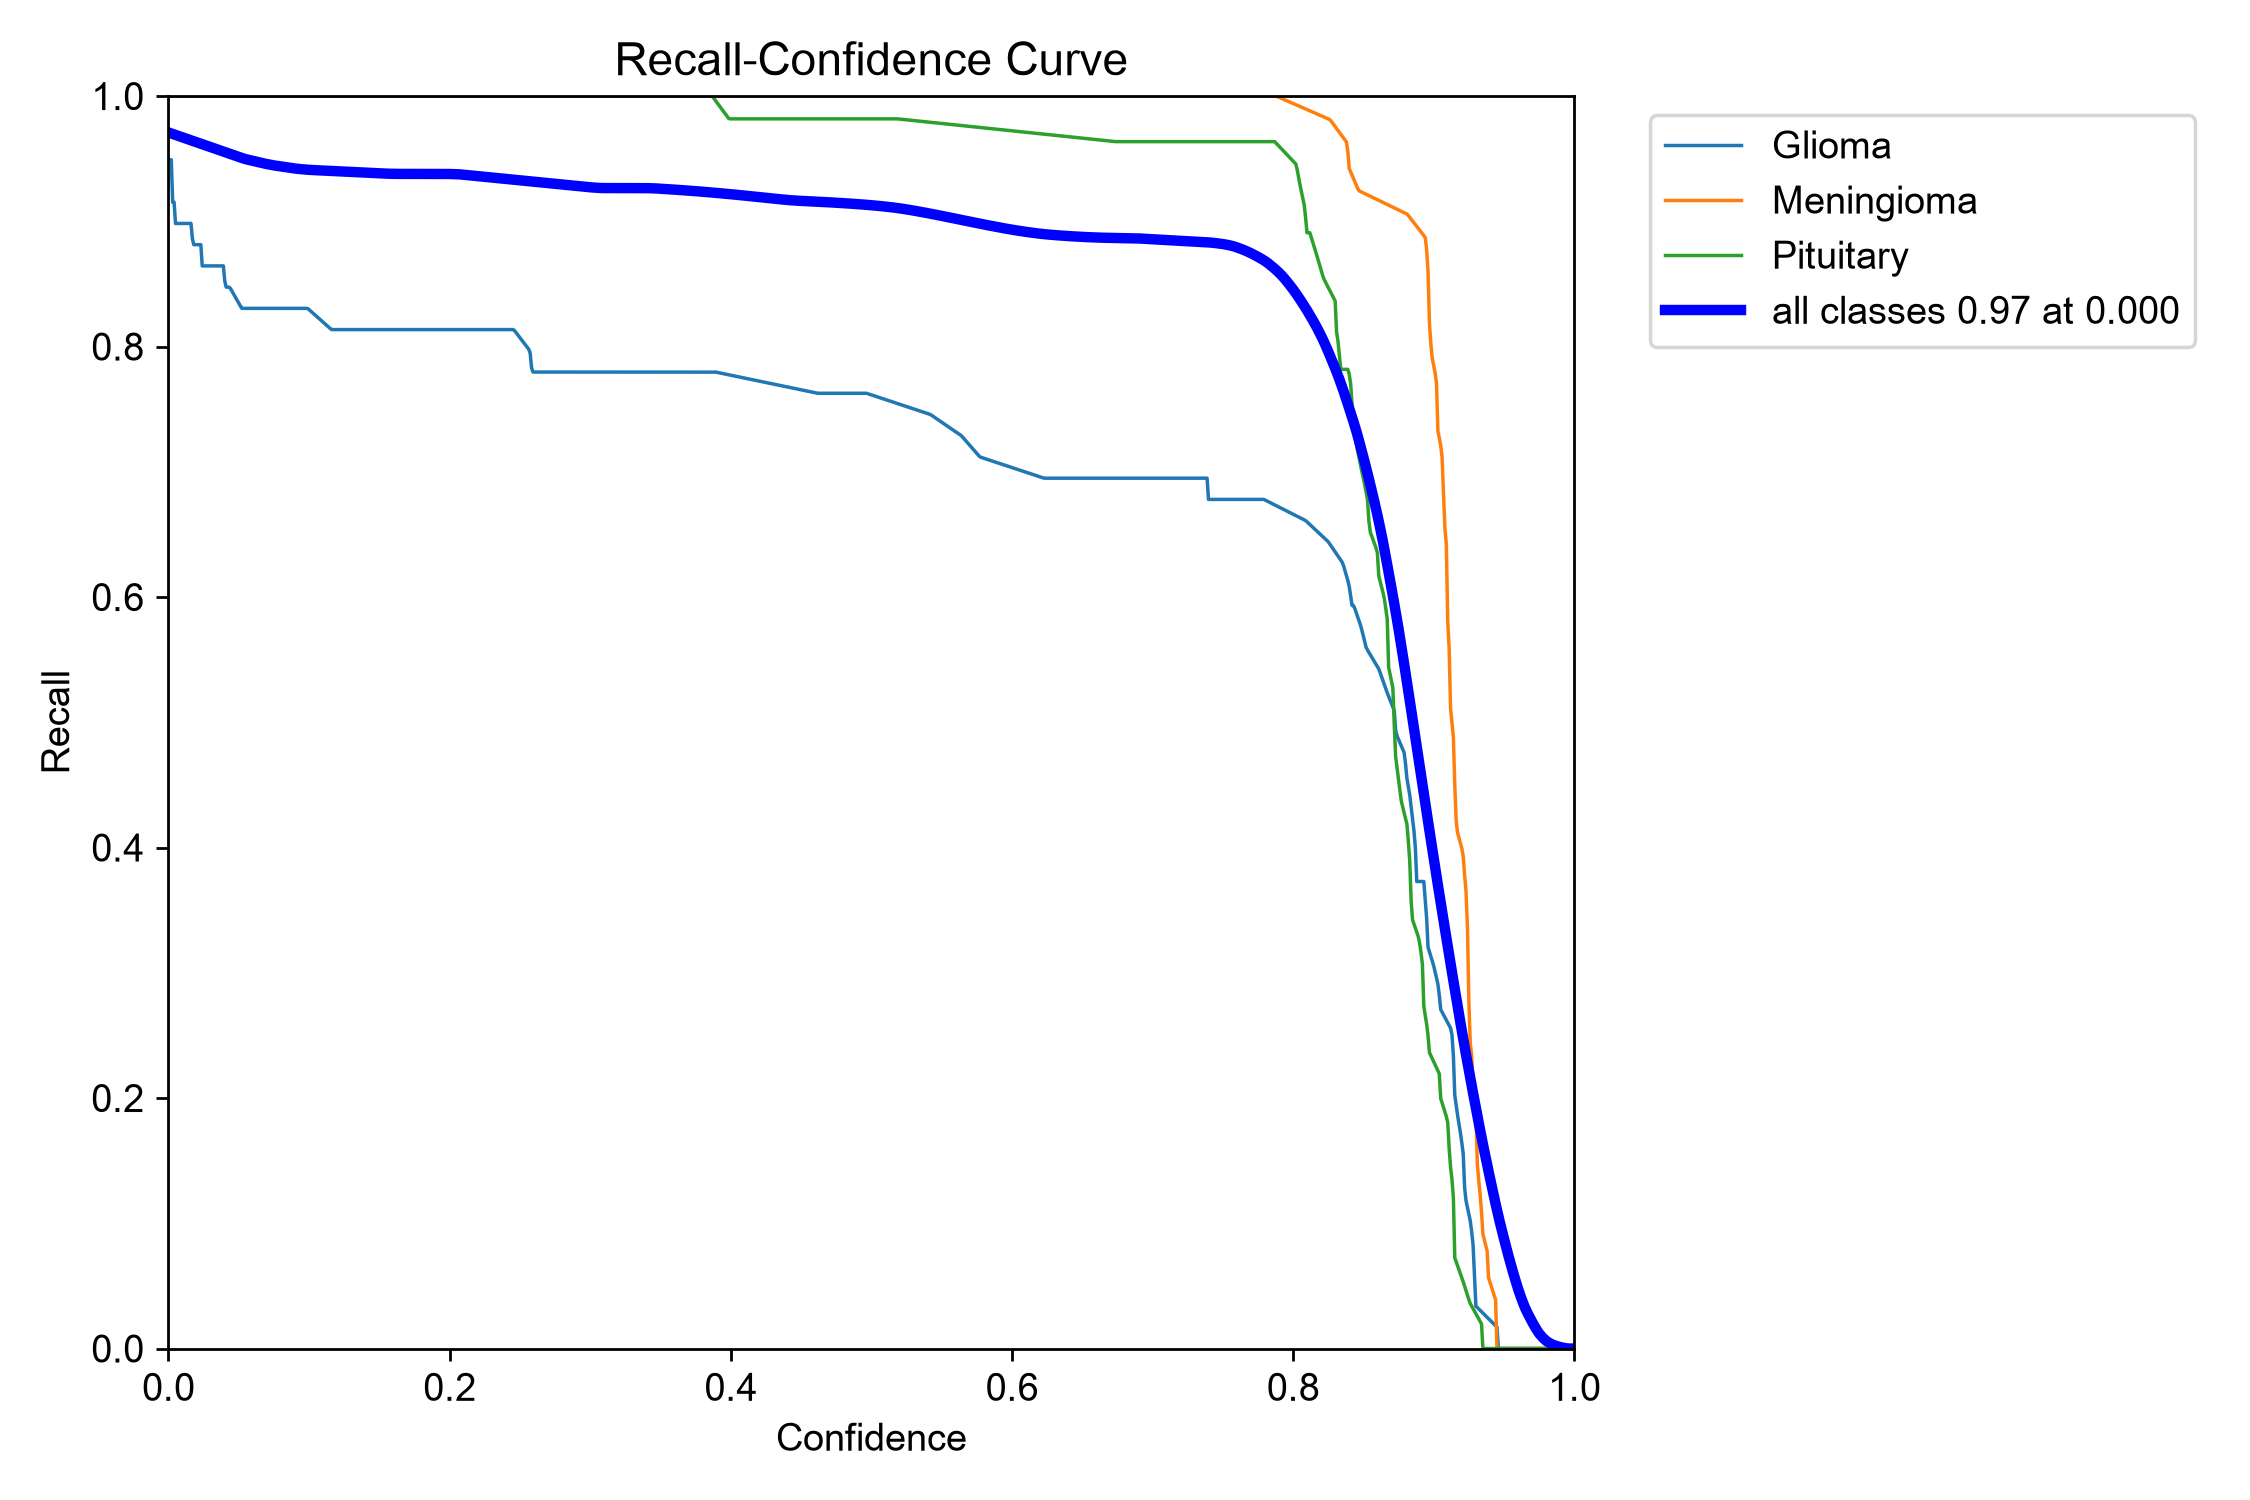 Recall-Confidence Curve
1.0
0.8
0.6
0.4
0.2
0.0
Recall
0.0 0.2 0.4 0.6 0.8 1.0
Confidence
Glioma
Meningioma
Pituitary
all classes 0.97 at 0.000